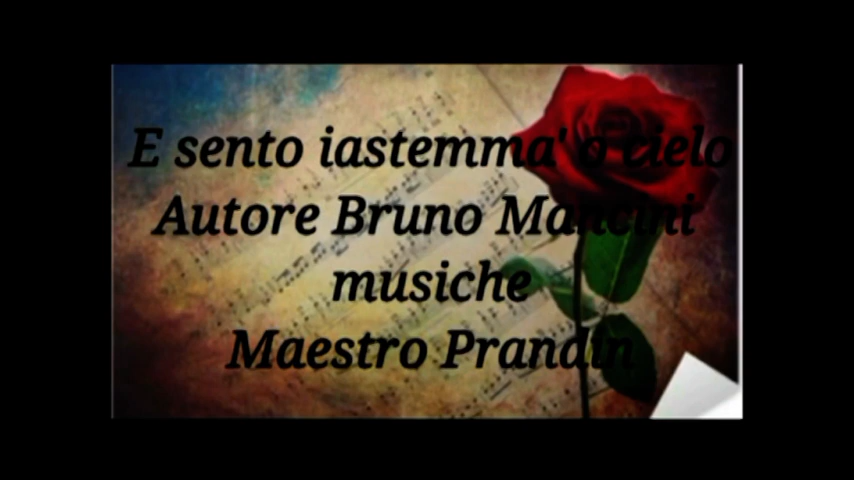 E sento iastemma' o cielo
Autore Bruno Mancini
musiche
Maestro Prandin